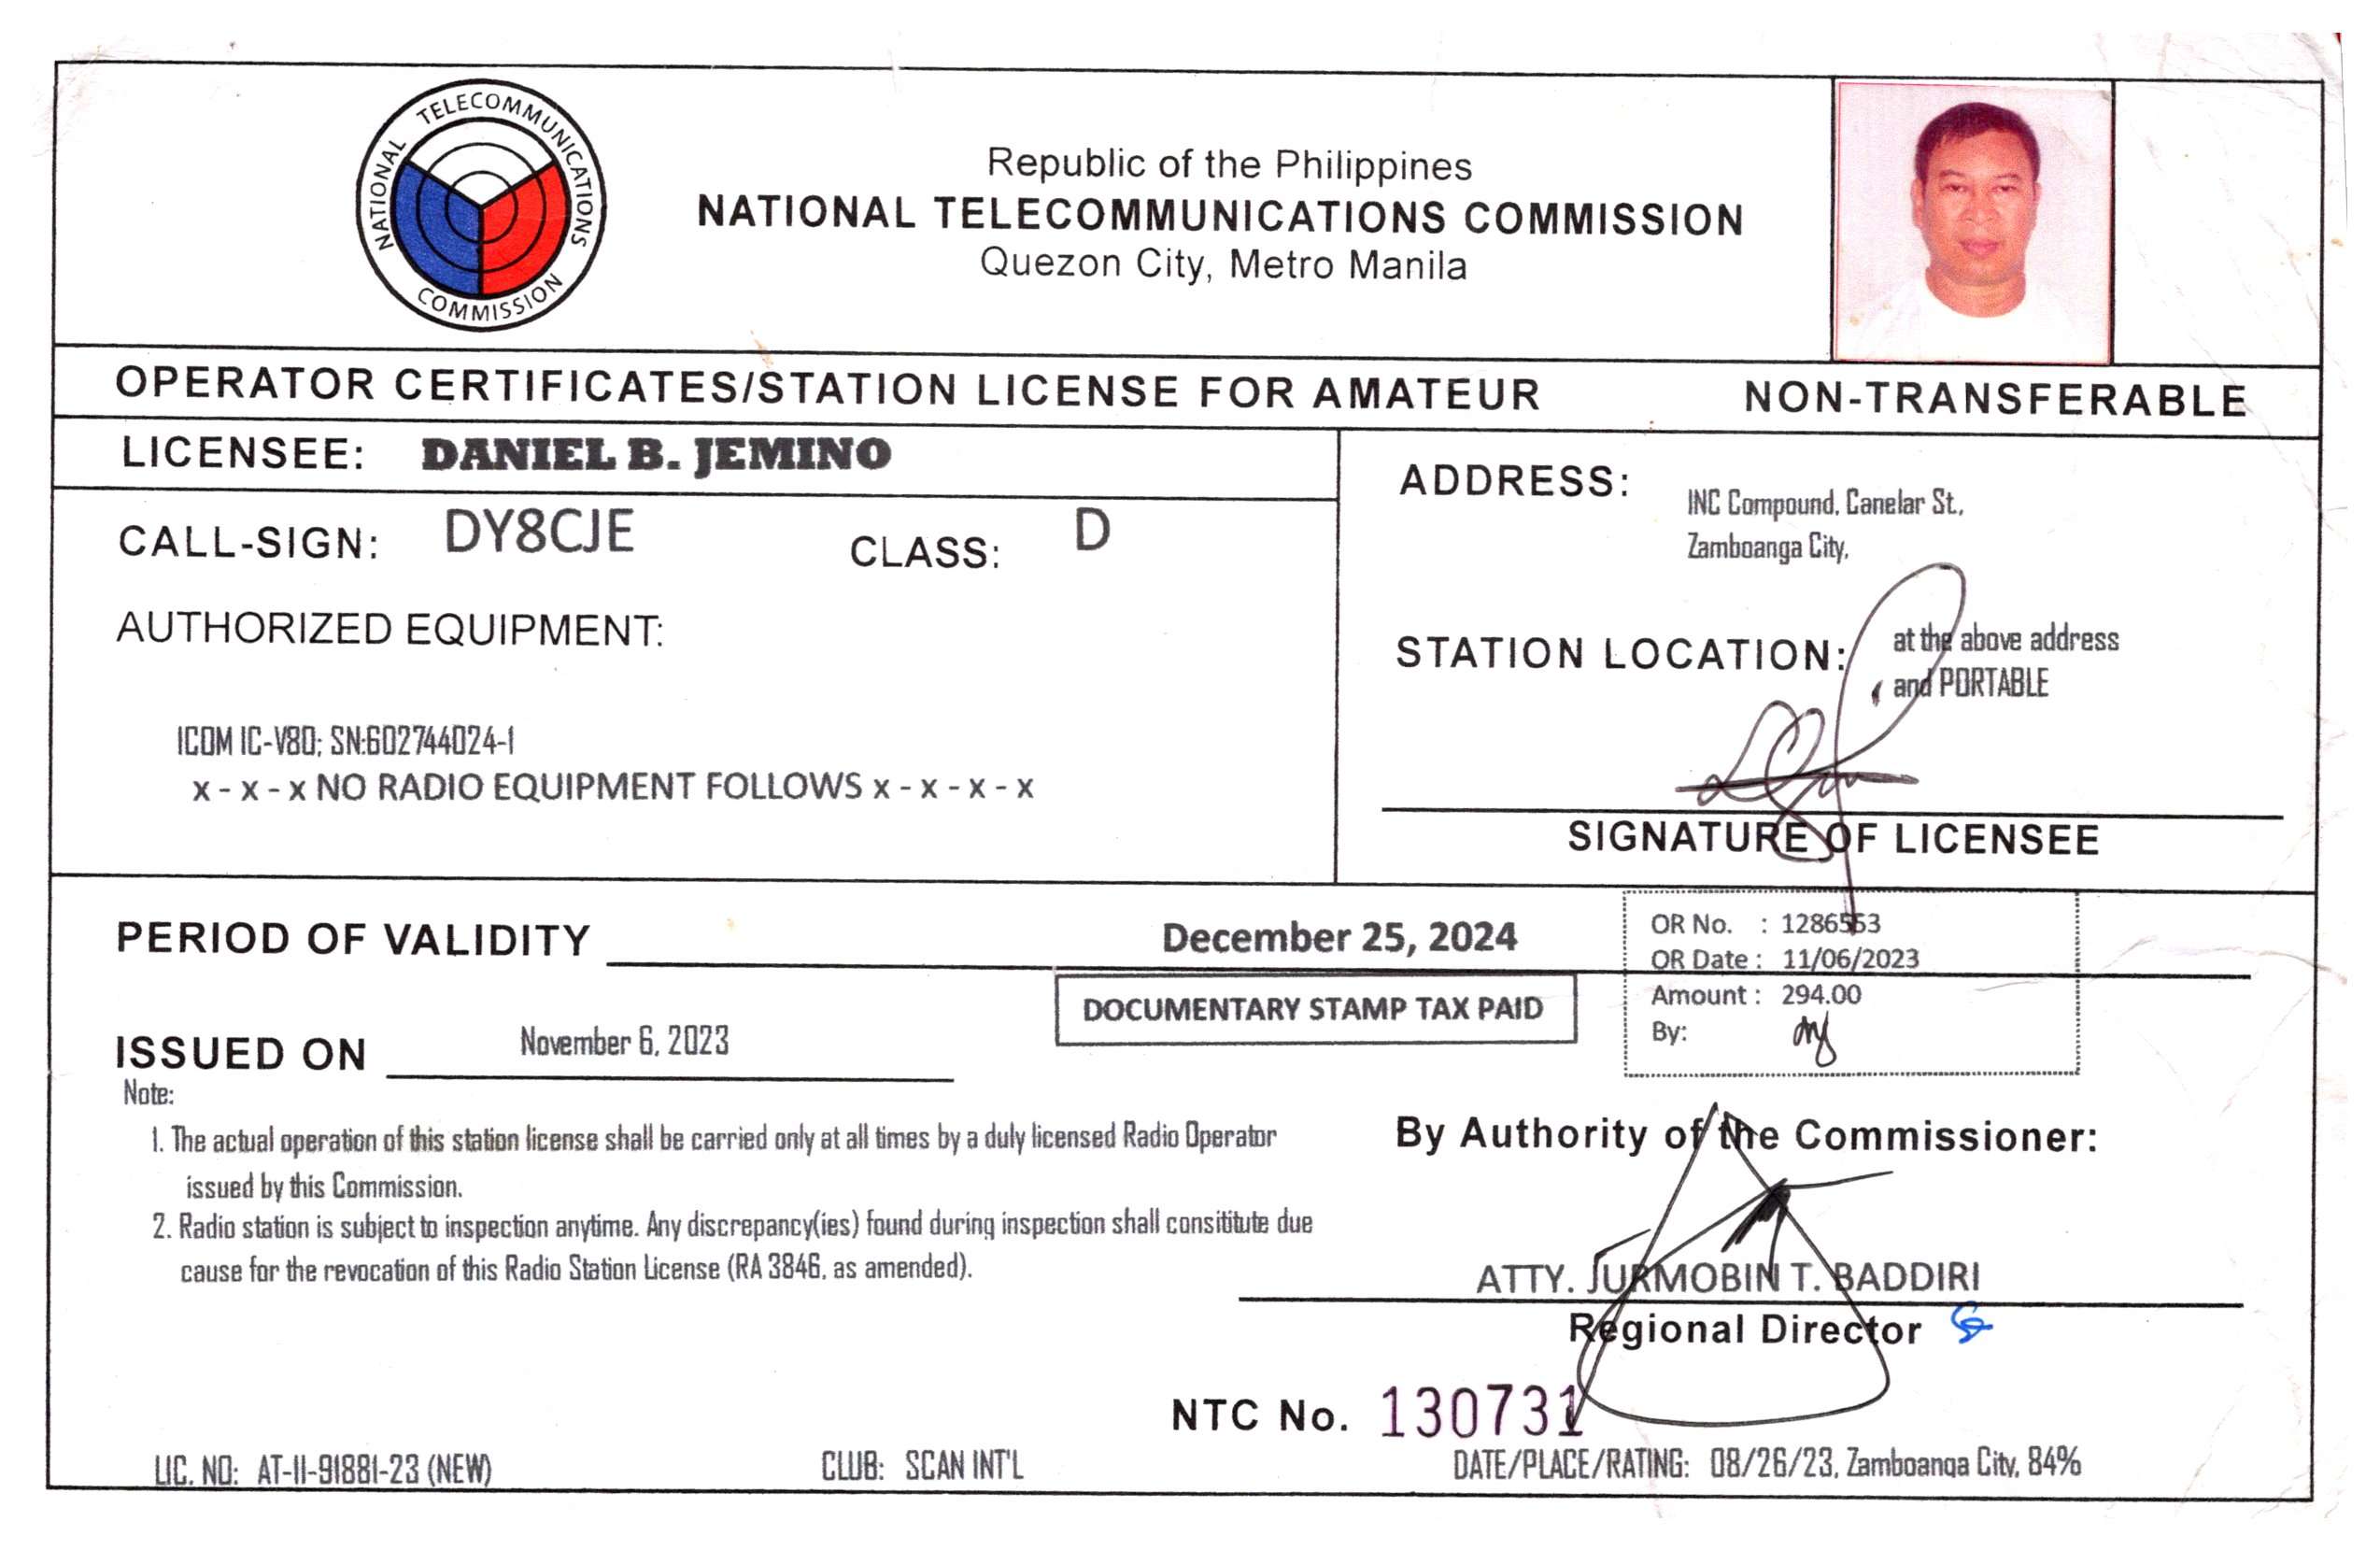 NATIONAL TELECOMMUNICATIONS COMMISSION
Republic of the Philippines
NATIONAL TELECOMMUNICATIONS COMMISSION
Quezon City, Metro Manila
OPERATOR CERTIFICATES/STATION LICENSE FOR AMATEUR NON-TRANSFERABLE
LICENSEE: DANIEL B. JEMINO
CALL-SIGN: DY8CJE CLASS: D
AUTHORIZED EQUIPMENT:
ICOM IC-V80; SN:602744024-1
x - x - x NO RADIO EQUIPMENT FOLLOWS x - x - x - x
ADDRESS: INC Compound, Canelar St.,
Zamboanga City,
STATION LOCATION: at the above address
and PORTABLE
SIGNATURE OF LICENSEE
PERIOD OF VALIDITY December 25, 2024
DOCUMENTARY STAMP TAX PAID
OR No. : 1286553
OR Date : 11/06/2023
Amount : 294.00
By:
ISSUED ON November 6, 2023
Note:
1. The actual operation of this station license shall be carried only at all times by a duly licensed Radio Operator
issued by this Commission.
2. Radio station is subject to inspection anytime. Any discrepancy(ies) found during inspection shall consititute due
cause for the revocation of this Radio Station License (RA 3846, as amended).
By Authority of the Commissioner:
ATTY. JURMOBIN T. BADDIRI
Regional Director
NTC No. 130731
LIC. NO: AT-II-91881-23 (NEW) CLUB: SCAN INT'L DATE/PLACE/RATING: 08/26/23, Zamboanga City, 84%